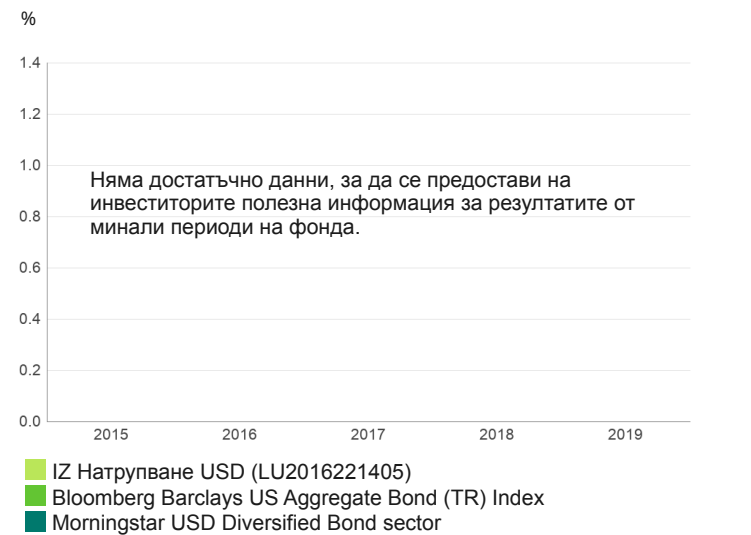 %
1.4
1.2
1.0
Няма достатъчно данни, за да се предостави на
инвеститорите полезна информация за резултатите от
0.8
минали периоди на фонда.
0.6
0.4
0.2
0.0
2015 2016 2017 2018 2019
IZ Натрупване USD (LU2016221405)
Bloomberg Barclays US Aggregate Bond (TR) Index
Morningstar USD Diversified Bond sector